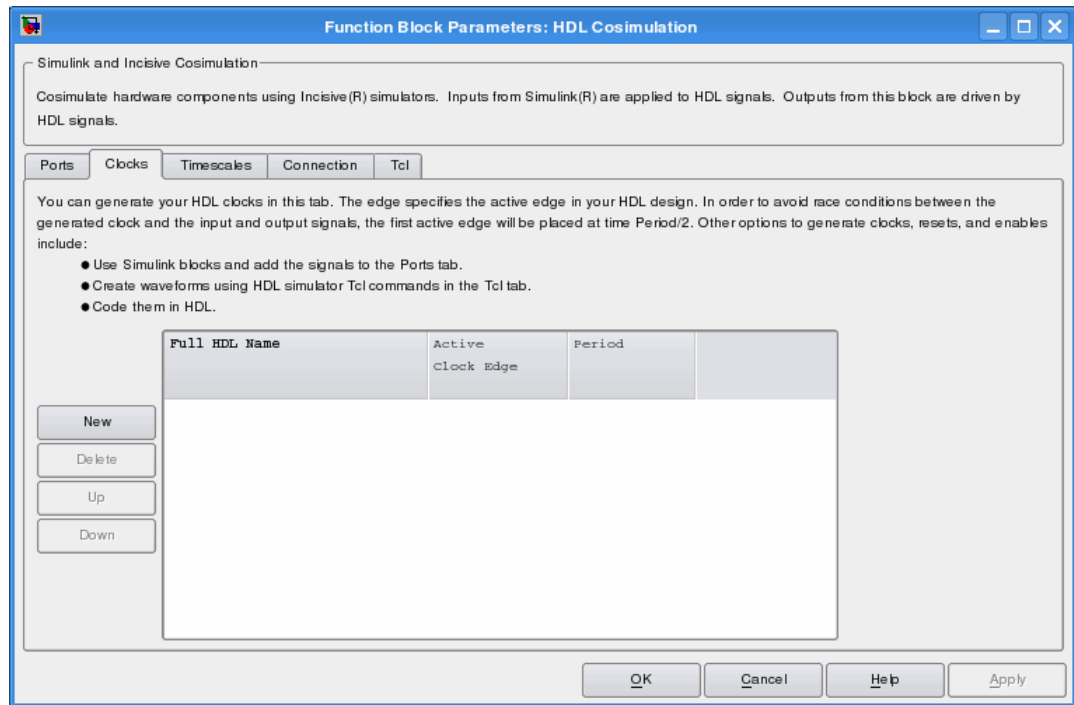 Function Block Parameters: HDL Cosimulation
Simulink and Incisive Cosimulation
Cosimulate hardware components using Incisive(R) simulators. Inputs from Simulink(R) are applied to HDL signals. Outputs from this block are driven by
HDL signals.
Ports Clocks Timescales Connection Tcl
You can generate your HDL clocks in this tab. The edge specifies the active edge in your HDL design. In order to avoid race conditions between the
generated clock and the input and output signals, the first active edge will be placed at time Period/2. Other options to generate clocks, resets, and enables
include:
● Use Simulink blocks and add the signals to the Ports tab.
● Create waveforms using HDL simulator Tcl commands in the Tcl tab.
● Code them in HDL.
Full HDL Name Active Period
Clock Edge
New
Delete
Up
Down
OK Cancel Help Apply